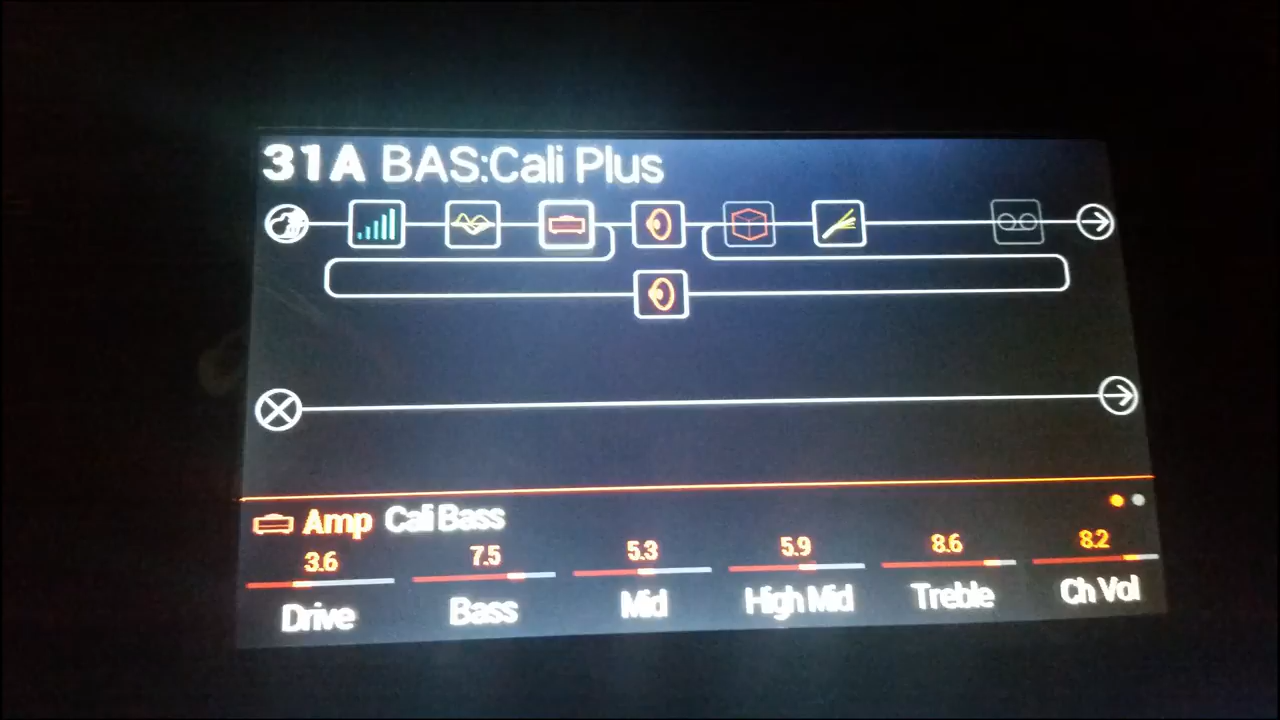 31A BAS:Cali Plus
Amp Cali Bass
3.6 7.5 5.3 5.9 8.6 8.2
Drive Bass Mid High Mid Treble Ch Vol